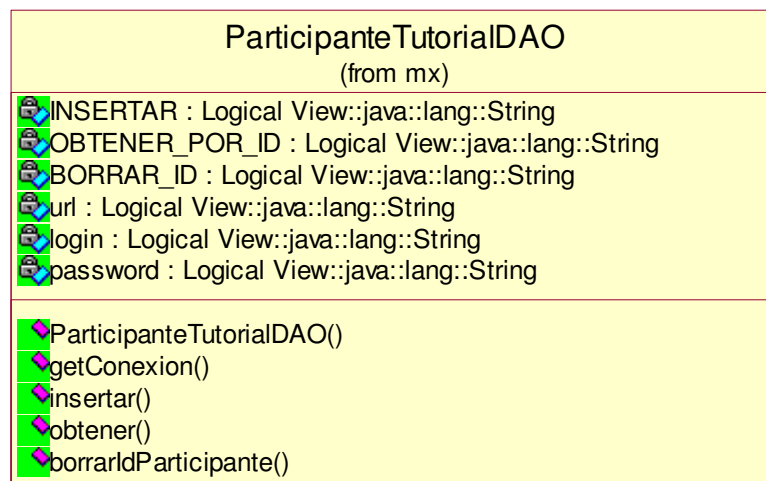 ParticipanteTutorialDAO
(from mx)
INSERTAR : Logical View::java::lang::String
OBTENER_POR_ID : Logical View::java::lang::String
BORRAR_ID : Logical View::java::lang::String
url : Logical View::java::lang::String
login : Logical View::java::lang::String
password : Logical View::java::lang::String
ParticipanteTutorialDAO()
getConexion()
insertar()
obtener()
borrarIdParticipante()